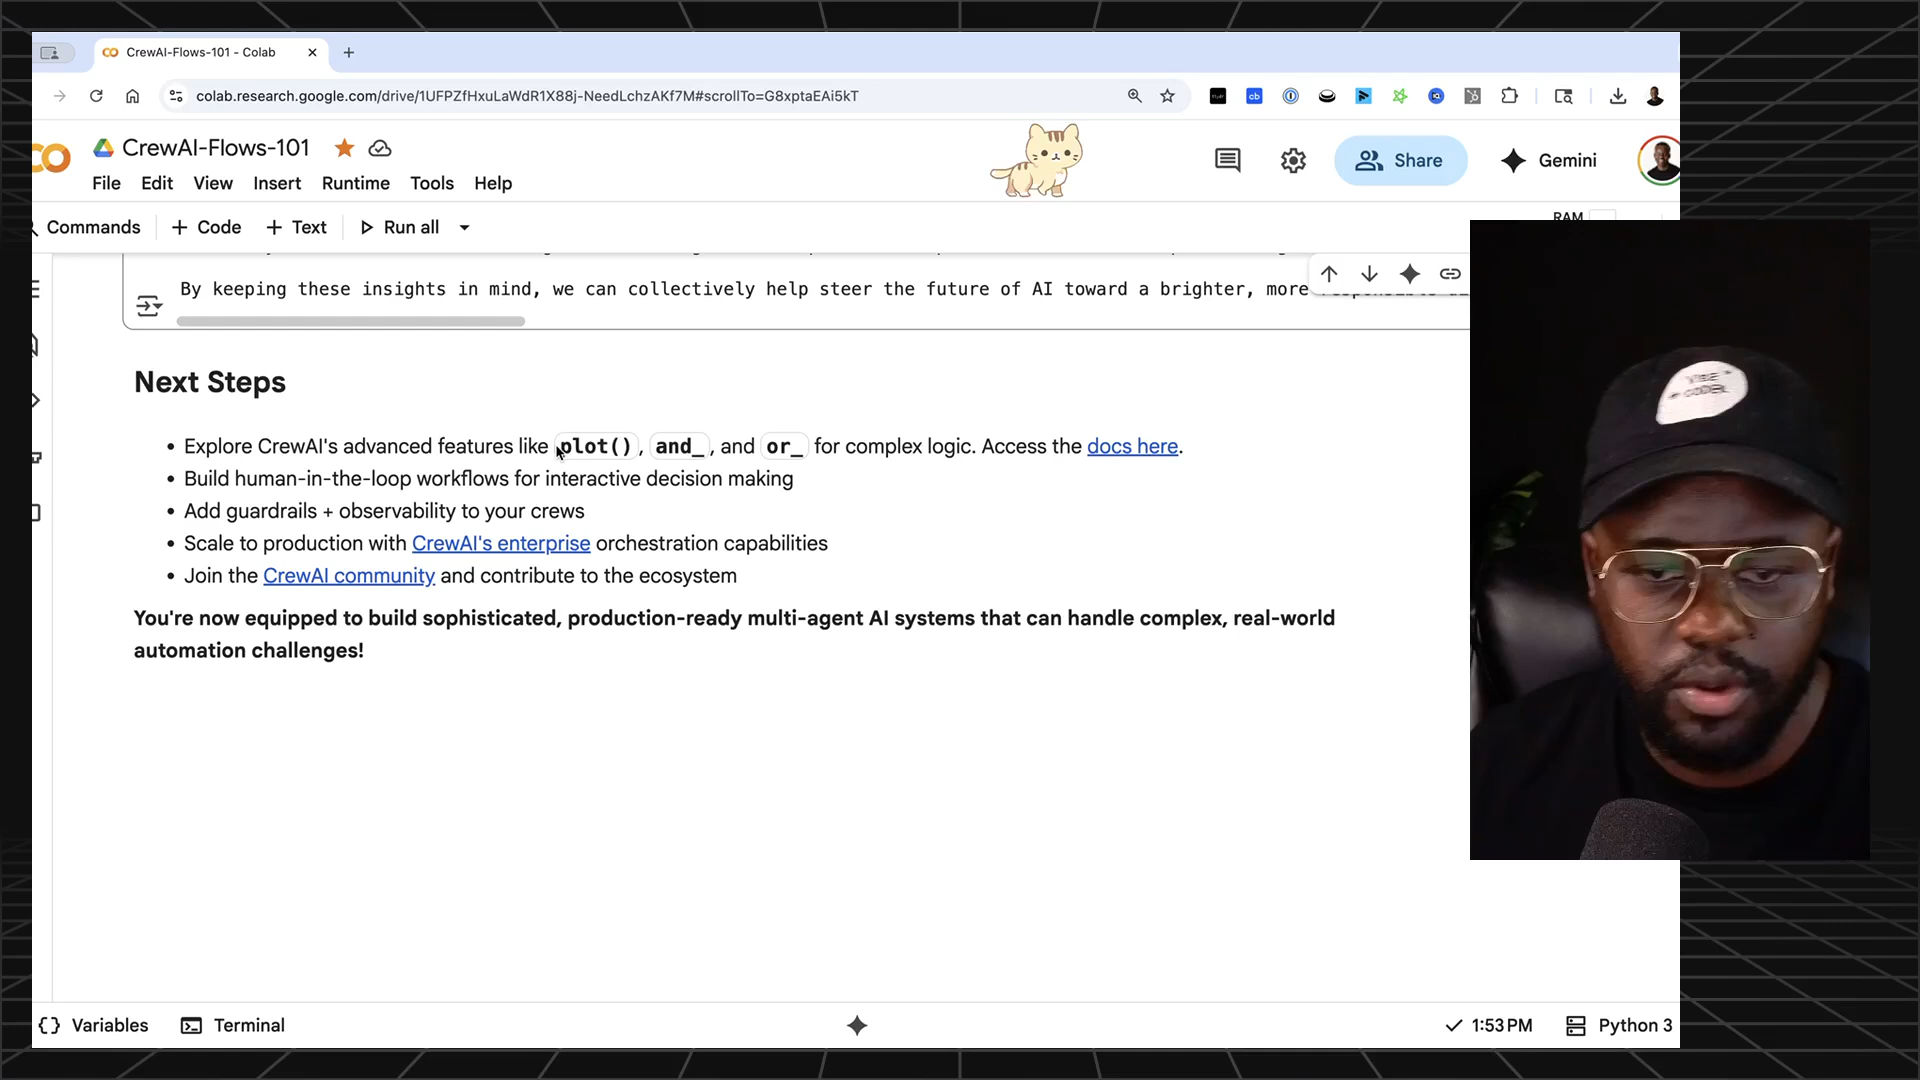 CrewAI-Flows-101 - Colab
colab.research.google.com/drive/1UFPZfHxuLaWdR1X88j-NeedLchzAKf7M#scrollTo=G8xptaEAi5kT
CrewAI-Flows-101
Share
Gemini
File Edit View Insert Runtime Tools Help
Commands + Code + Text Run all
RAM
By keeping these insights in mind, we can collectively help steer the future of AI toward a brighter, more
Next Steps
• Explore CrewAI's advanced features like plot(), and_, and or_ for complex logic. Access the docs here.
• Build human-in-the-loop workflows for interactive decision making
• Add guardrails + observability to your crews
• Scale to production with CrewAI's enterprise orchestration capabilities
• Join the CrewAI community and contribute to the ecosystem
You're now equipped to build sophisticated, production-ready multi-agent AI systems that can handle complex, real-world
automation challenges!
VIBE
CODER
Variables Terminal
1:53 PM Python 3